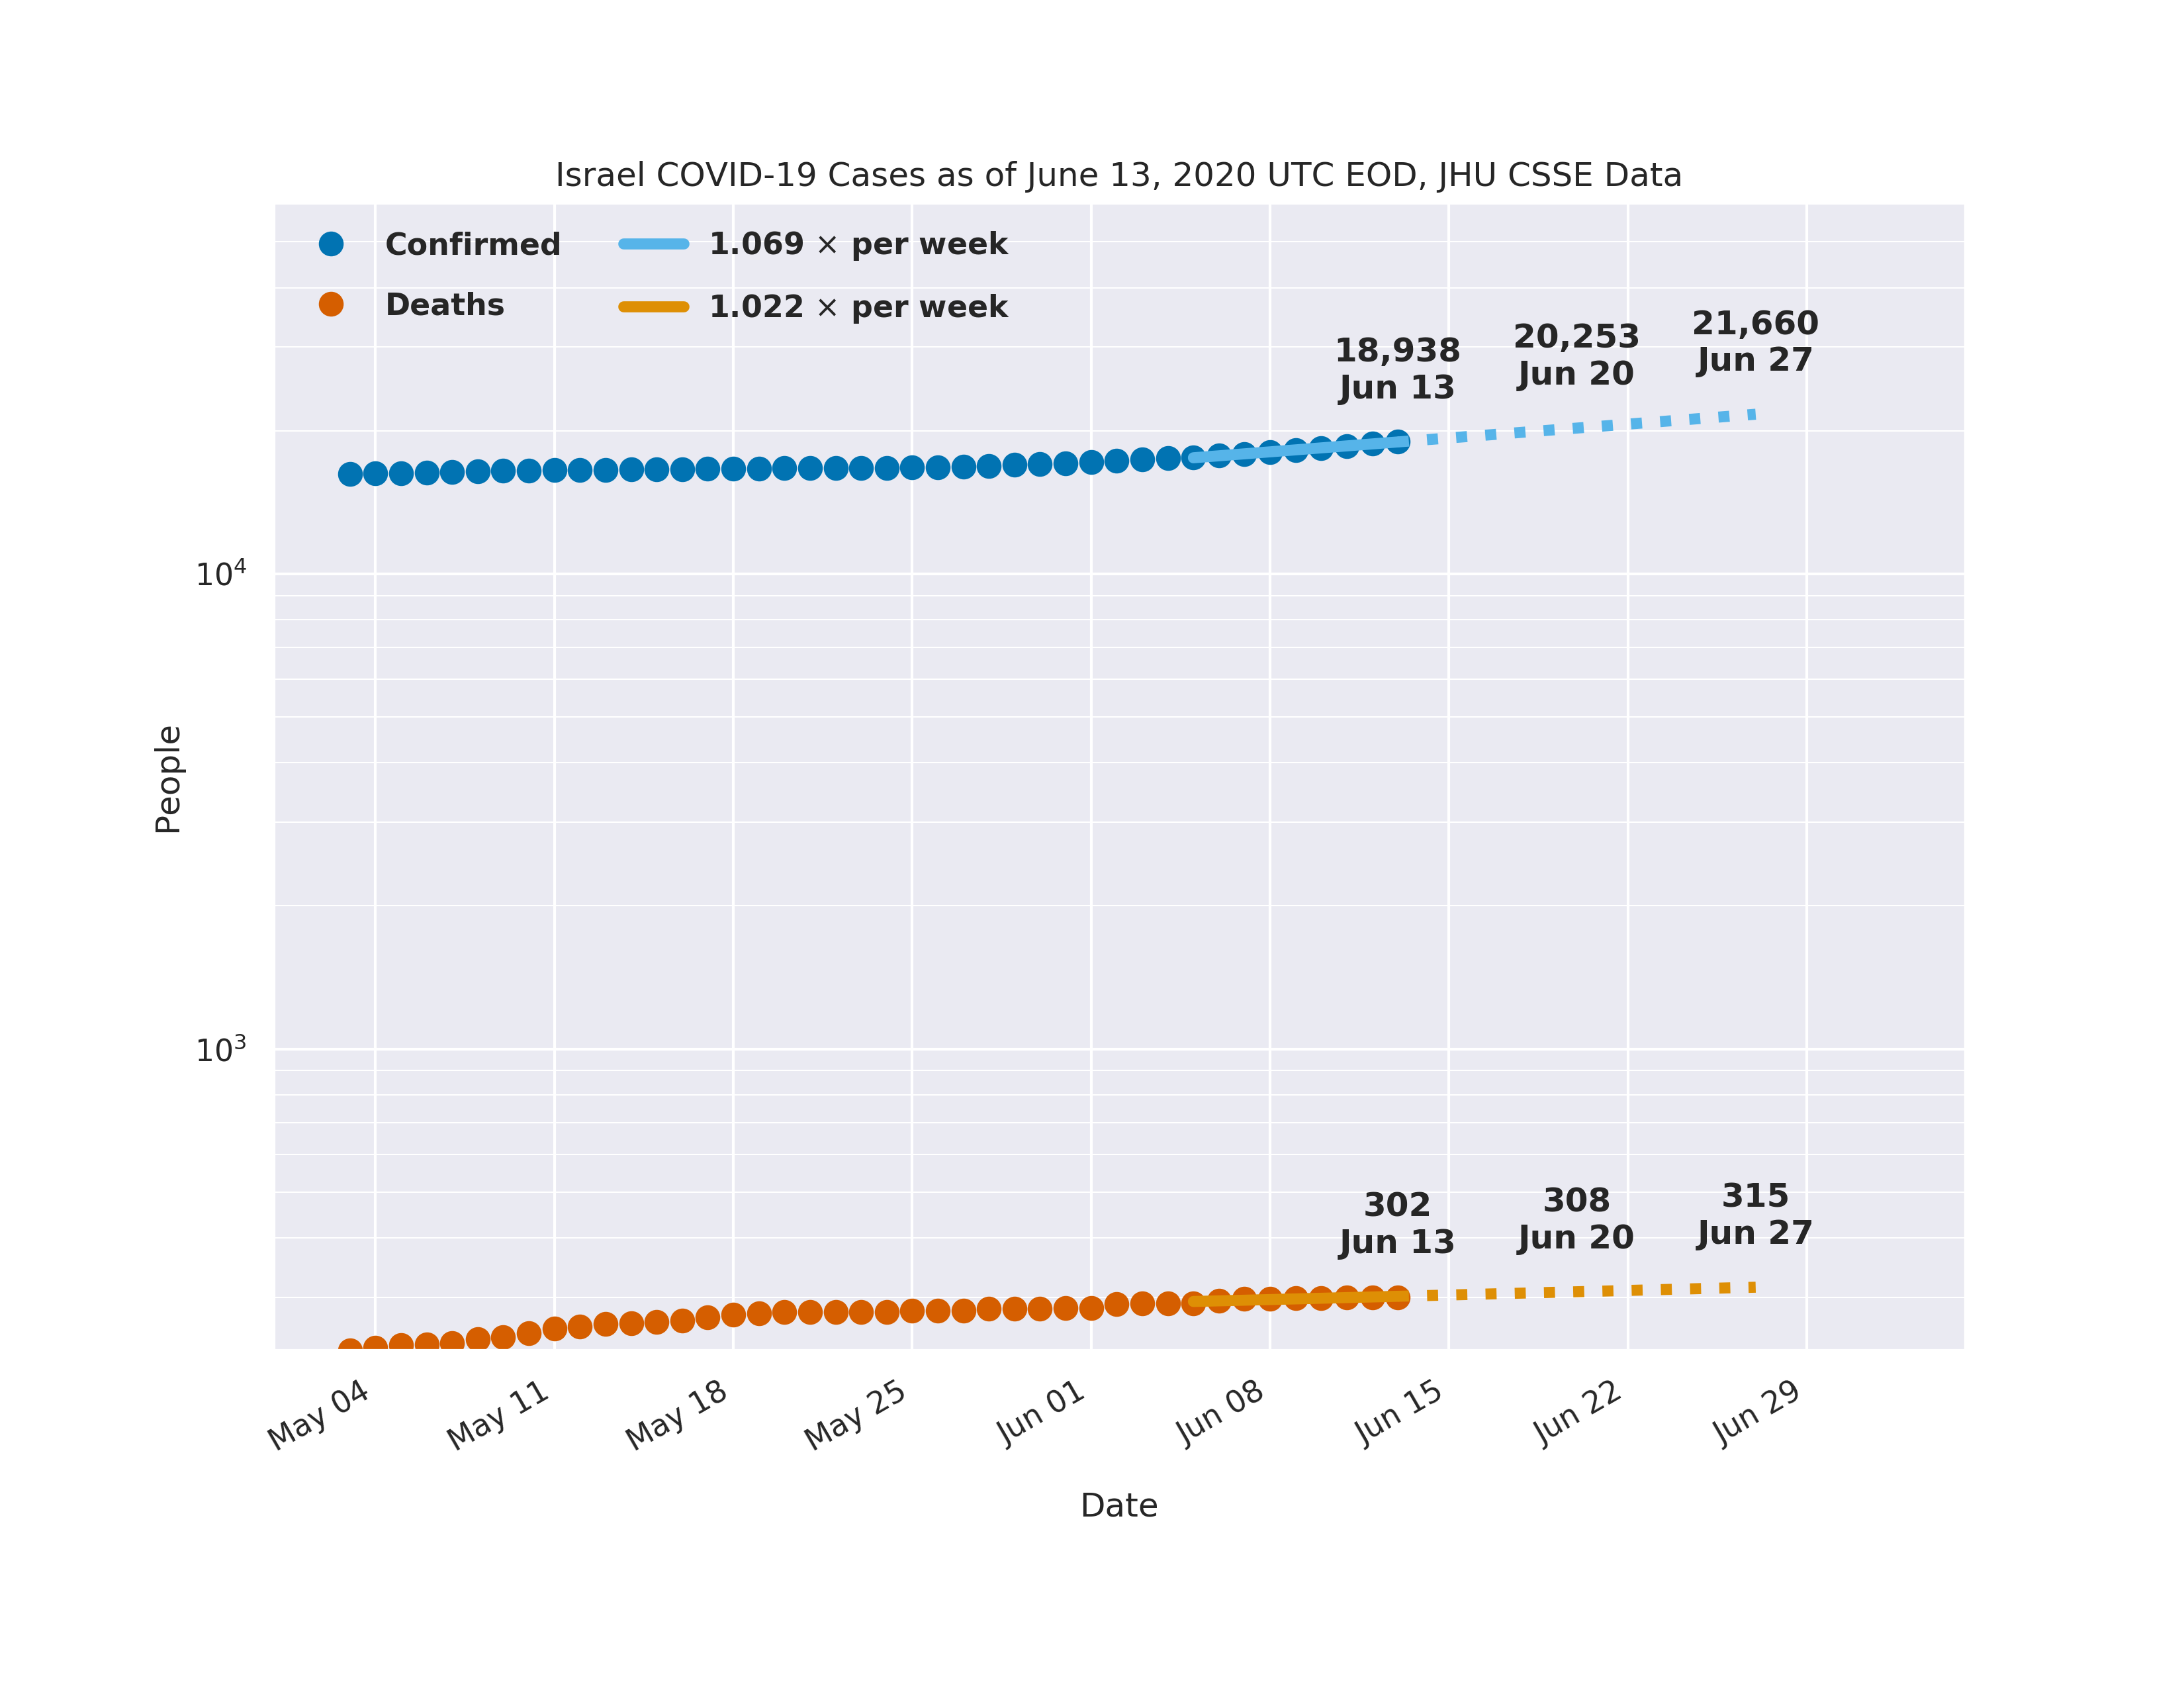 Israel COVID-19 Cases as of June 13, 2020 UTC EOD, JHU CSSE Data
Confirmed
Deaths
1.069 × per week
1.022 × per week
18,938
Jun 13
20,253
Jun 20
21,660
Jun 27
10⁴
People
10³
302
Jun 13
308
Jun 20
315
Jun 27
May 04
May 11
May 18
May 25
Jun 01
Jun 08
Jun 15
Jun 22
Jun 29
Date